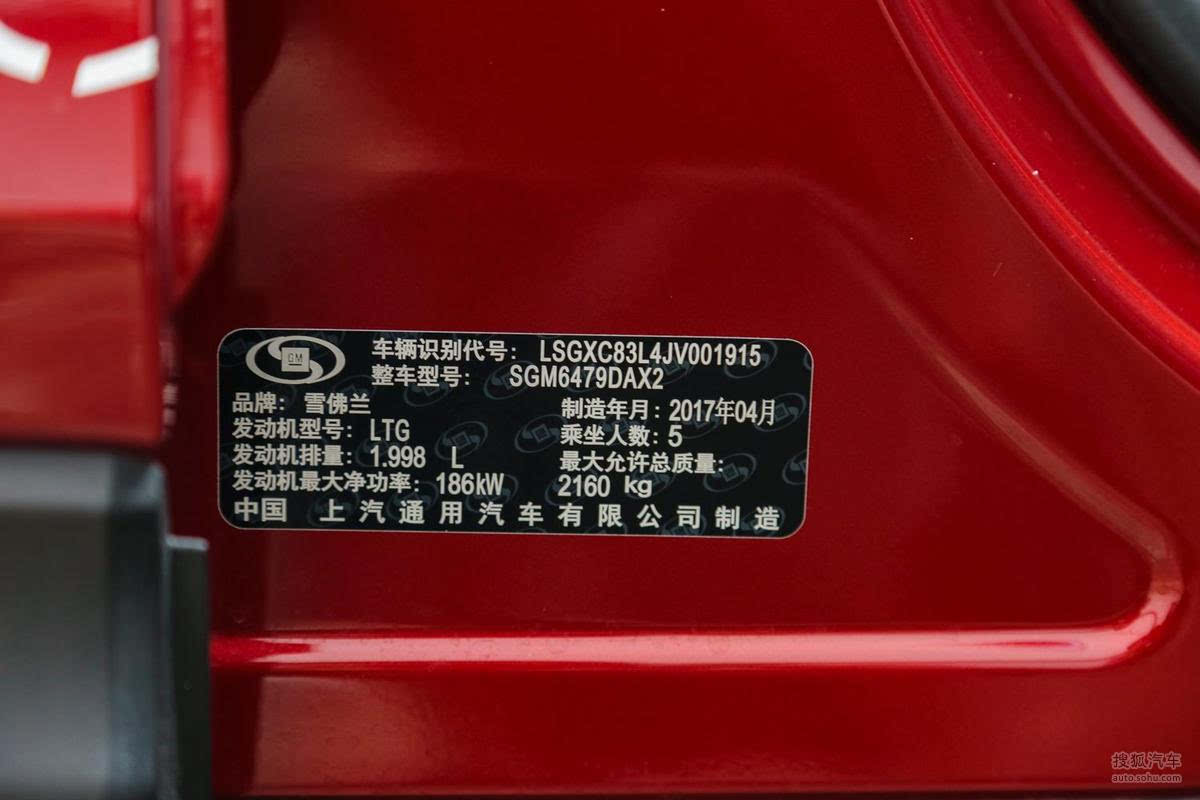 GM
车辆识别代号： LSGXC83L4JV001915
整车型号： SGM6479DAX2
品牌：雪佛兰 制造年月：2017年04月
发动机型号：LTG 乘坐人数：5
发动机排量：1.998 L 最大允许总质量：
发动机最大净功率：186kW 2160 kg
中国 上汽通用汽车有限公司制造
搜狐汽车
auto.sohu.com